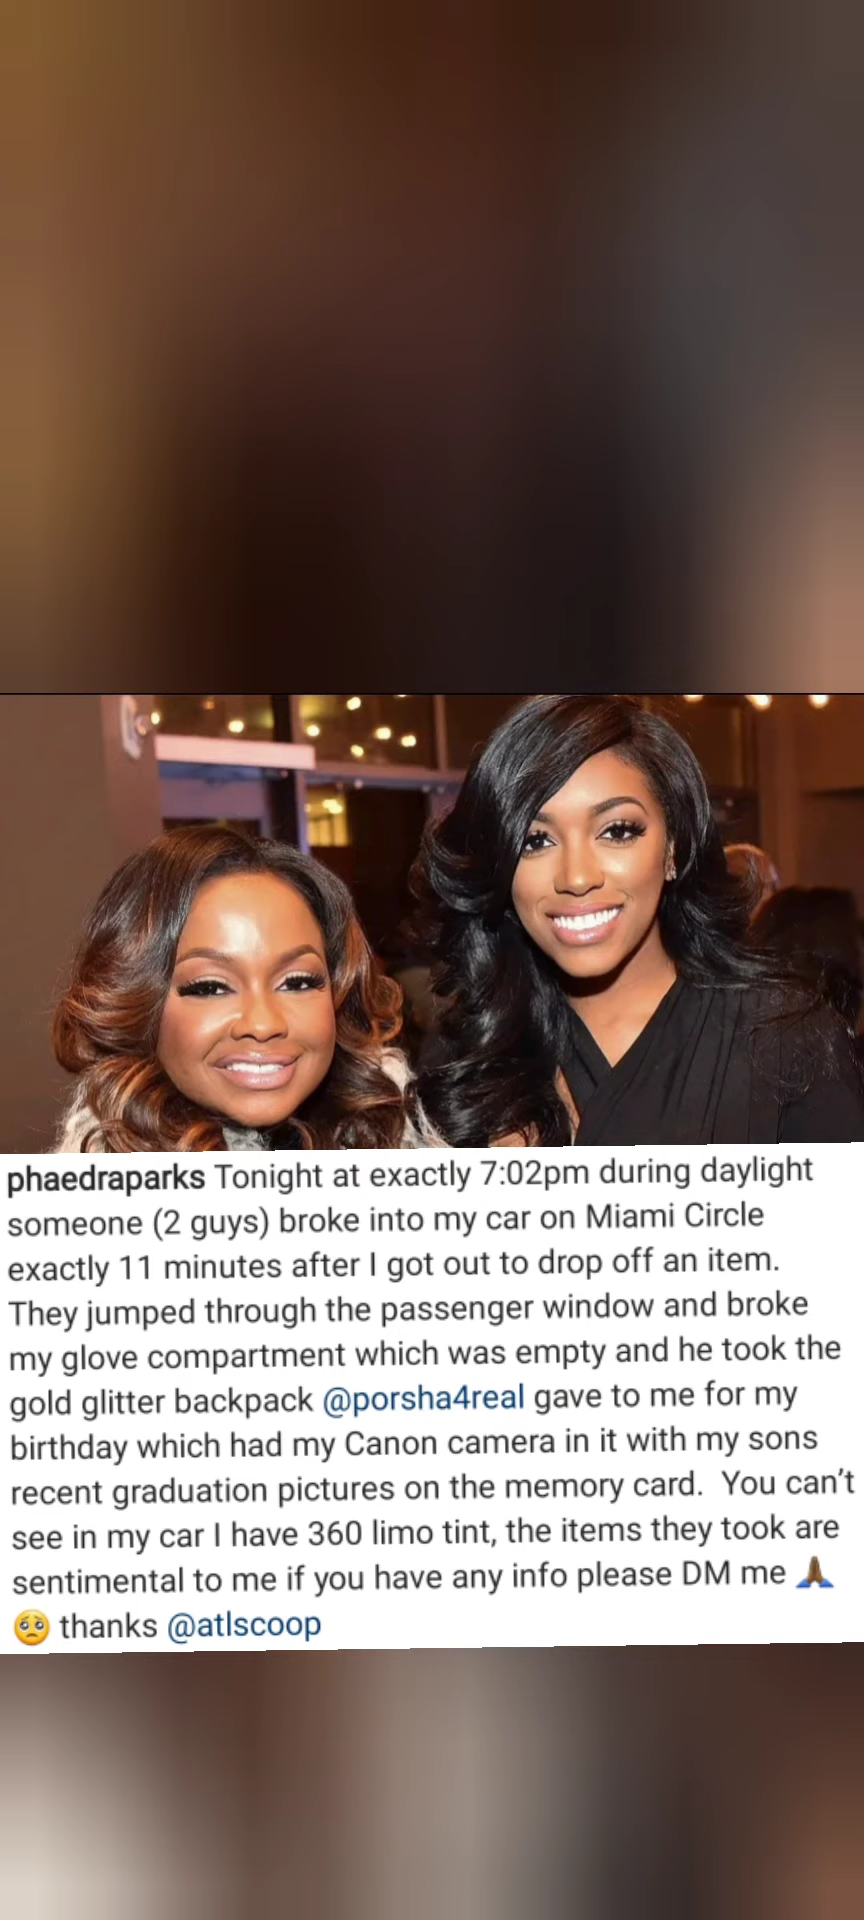 phaedraparks Tonight at exactly 7:02pm during daylight
someone (2 guys) broke into my car on Miami Circle
exactly 11 minutes after I got out to drop off an item.
They jumped through the passenger window and broke
my glove compartment which was empty and he took the
gold glitter backpack @porsha4real gave to me for my
birthday which had my Canon camera in it with my sons
recent graduation pictures on the memory card.  You can’t
see in my car I have 360 limo tint, the items they took are
sentimental to me if you have any info please DM me 🙏🏾
🥺 thanks @atlscoop